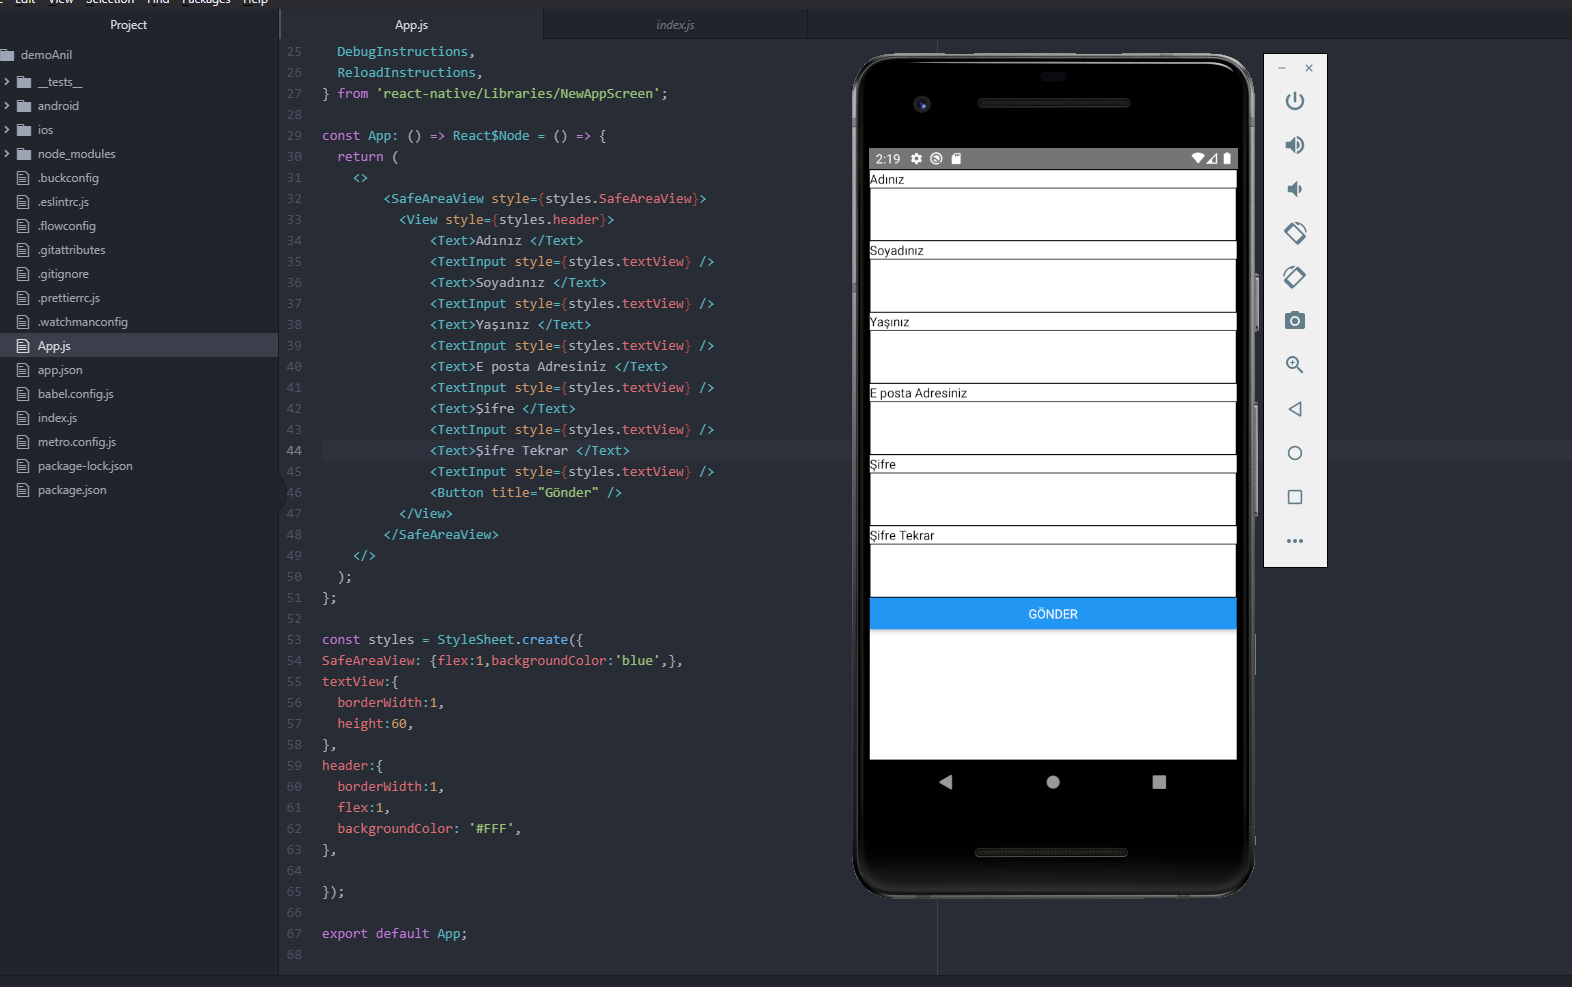 Edit View Selection Find Packages Help
Project
App.js
index.js
demoAnil
__tests__
android
ios
node_modules
.buckconfig
.eslintrc.js
.flowconfig
.gitattributes
.gitignore
.prettierrc.js
.watchmanconfig
App.js
app.json
babel.config.js
index.js
metro.config.js
package-lock.json
package.json
25 DebugInstructions,
26 ReloadInstructions,
27 } from 'react-native/Libraries/NewAppScreen';
28
29 const App: () => React$Node = () => {
30 return (
31 <>
32 <SafeAreaView style={styles.SafeAreaView}>
33 <View style={styles.header}>
34 <Text>Adınız </Text>
35 <TextInput style={styles.textView} />
36 <Text>Soyadınız </Text>
37 <TextInput style={styles.textView} />
38 <Text>Yaşınız </Text>
39 <TextInput style={styles.textView} />
40 <Text>E posta Adresiniz </Text>
41 <TextInput style={styles.textView} />
42 <Text>Şifre </Text>
43 <TextInput style={styles.textView} />
44 <Text>Şifre Tekrar </Text>
45 <TextInput style={styles.textView} />
46 <Button title="Gönder" />
47 </View>
48 </SafeAreaView>
49 </>
50 );
51 };
52
53 const styles = StyleSheet.create({
54 SafeAreaView: {flex:1,backgroundColor:'blue',},
55 textView:{
56 borderWidth:1,
57 height:60,
58 },
59 header:{
60 borderWidth:1,
61 flex:1,
62 backgroundColor: '#FFF',
63 },
64
65 });
66
67 export default App;
68
2:19
Adınız
Soyadınız
Yaşınız
E posta Adresiniz
Şifre
Şifre Tekrar
GÖNDER